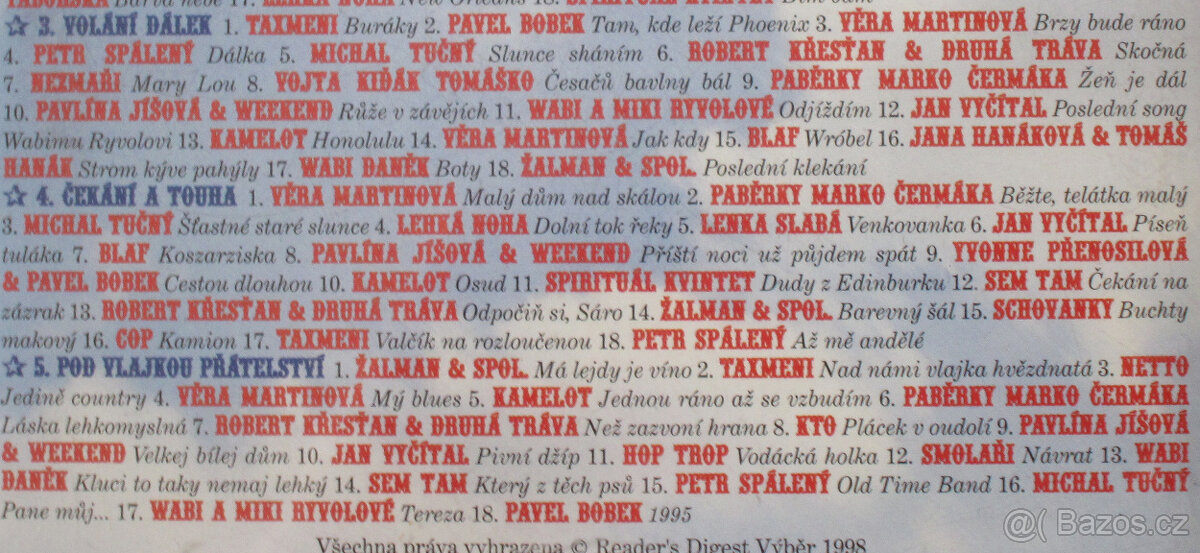 TÁBORSKÁ Barva nebe 17. LEHKÁ NOHA New Orleans 18. SPIRITUÁL KVINTET Dím vám
3. VOLÁNÍ DÁLEK 1. TAXMENI Buráky 2. PAVEL BOBEK Tam, kde leží Phoenix 3. VĚRA MARTINOVÁ Brzy bude ráno
4. PETR SPÁLENÝ Dálka 5. MICHAL TUČNÝ Slunce sháním 6. ROBERT KŘESŤAN & DRUHÁ TRÁVA Skočná
7. NEZMAŘI Mary Lou 8. VOJTA KIĎÁK TOMÁŠKO Česačů bavlny bál 9. PABĚRKY MARKO ČERMÁKA Žeň je dál
10. PAVLÍNA JÍŠOVÁ & WEEKEND Růže v závějích 11. WABI A MIKI RYVOLOVÉ Odjíždím 12. JAN VYČÍTAL Poslední song
Wabimu Ryvolovi 13. KAMELOT Honolulu 14. VĚRA MARTINOVÁ Jak kdy 15. BLAF Wróbel 16. JANA HANÁKOVÁ & TOMÁŠ
HANÁK Strom kýve pahýly 17. WABI DANĚK Boty 18. ŽALMAN & SPOL. Poslední klekání
4. ČEKÁNÍ A TOUHA 1. VĚRA MARTINOVÁ Malý dům nad skálou 2. PABĚRKY MARKO ČERMÁKA Běžte, telátka malý
3. MICHAL TUČNÝ Šťastné staré slunce 4. LEHKÁ NOHA Dolní tok řeky 5. LENKA SLABÁ Venkovanka 6. JAN VYČÍTAL Píseň
tuláka 7. BLAF Koszarziska 8. PAVLÍNA JÍŠOVÁ & WEEKEND Příští noci už půjdem spát 9. YVONNE PŘENOSILOVÁ
& PAVEL BOBEK Cestou dlouhou 10. KAMELOT Osud 11. SPIRITUÁL KVINTET Dudy z Edinburku 12. SEM TAM Čekání na
zázrak 13. ROBERT KŘESŤAN & DRUHÁ TRÁVA Odpočiň si, Sáro 14. ŽALMAN & SPOL. Barevný šál 15. SCHOVANKY Buchty
makový 16. COP Kamion 17. TAXMENI Valčík na rozloučenou 18. PETR SPÁLENÝ Až mě andělé
5. POD VLAJKOU PŘÁTELSTVÍ 1. ŽALMAN & SPOL. Má lejdy je víno 2. TAXMENI Nad námi vlajka hvězdnatá 3. NETTO
Jedině country 4. VĚRA MARTINOVÁ Mý blues 5. KAMELOT Jednou ráno až se vzbudím 6. PABĚRKY MARKO ČERMÁKA
Láska lehkomyslná 7. ROBERT KŘESŤAN & DRUHÁ TRÁVA Než zazvoní hrana 8. KTO Plácek v oudolí 9. PAVLÍNA JÍŠOVÁ
& WEEKEND Velkej bílej dům 10. JAN VYČÍTAL Pivní džíp 11. HOP TROP Vodácká holka 12. SMOLAŘI Návrat 13. WABI
DANĚK Kluci to taky nemaj lehký 14. SEM TAM Který z těch psů 15. PETR SPÁLENÝ Old Time Band 16. MICHAL TUČNÝ
Pane můj... 17. WABI A MIKI RYVOLOVÉ Tereza 18. PAVEL BOBEK 1995
Všechna práva vyhrazena © Reader's Digest Výběr 1998
@ Bazos.cz